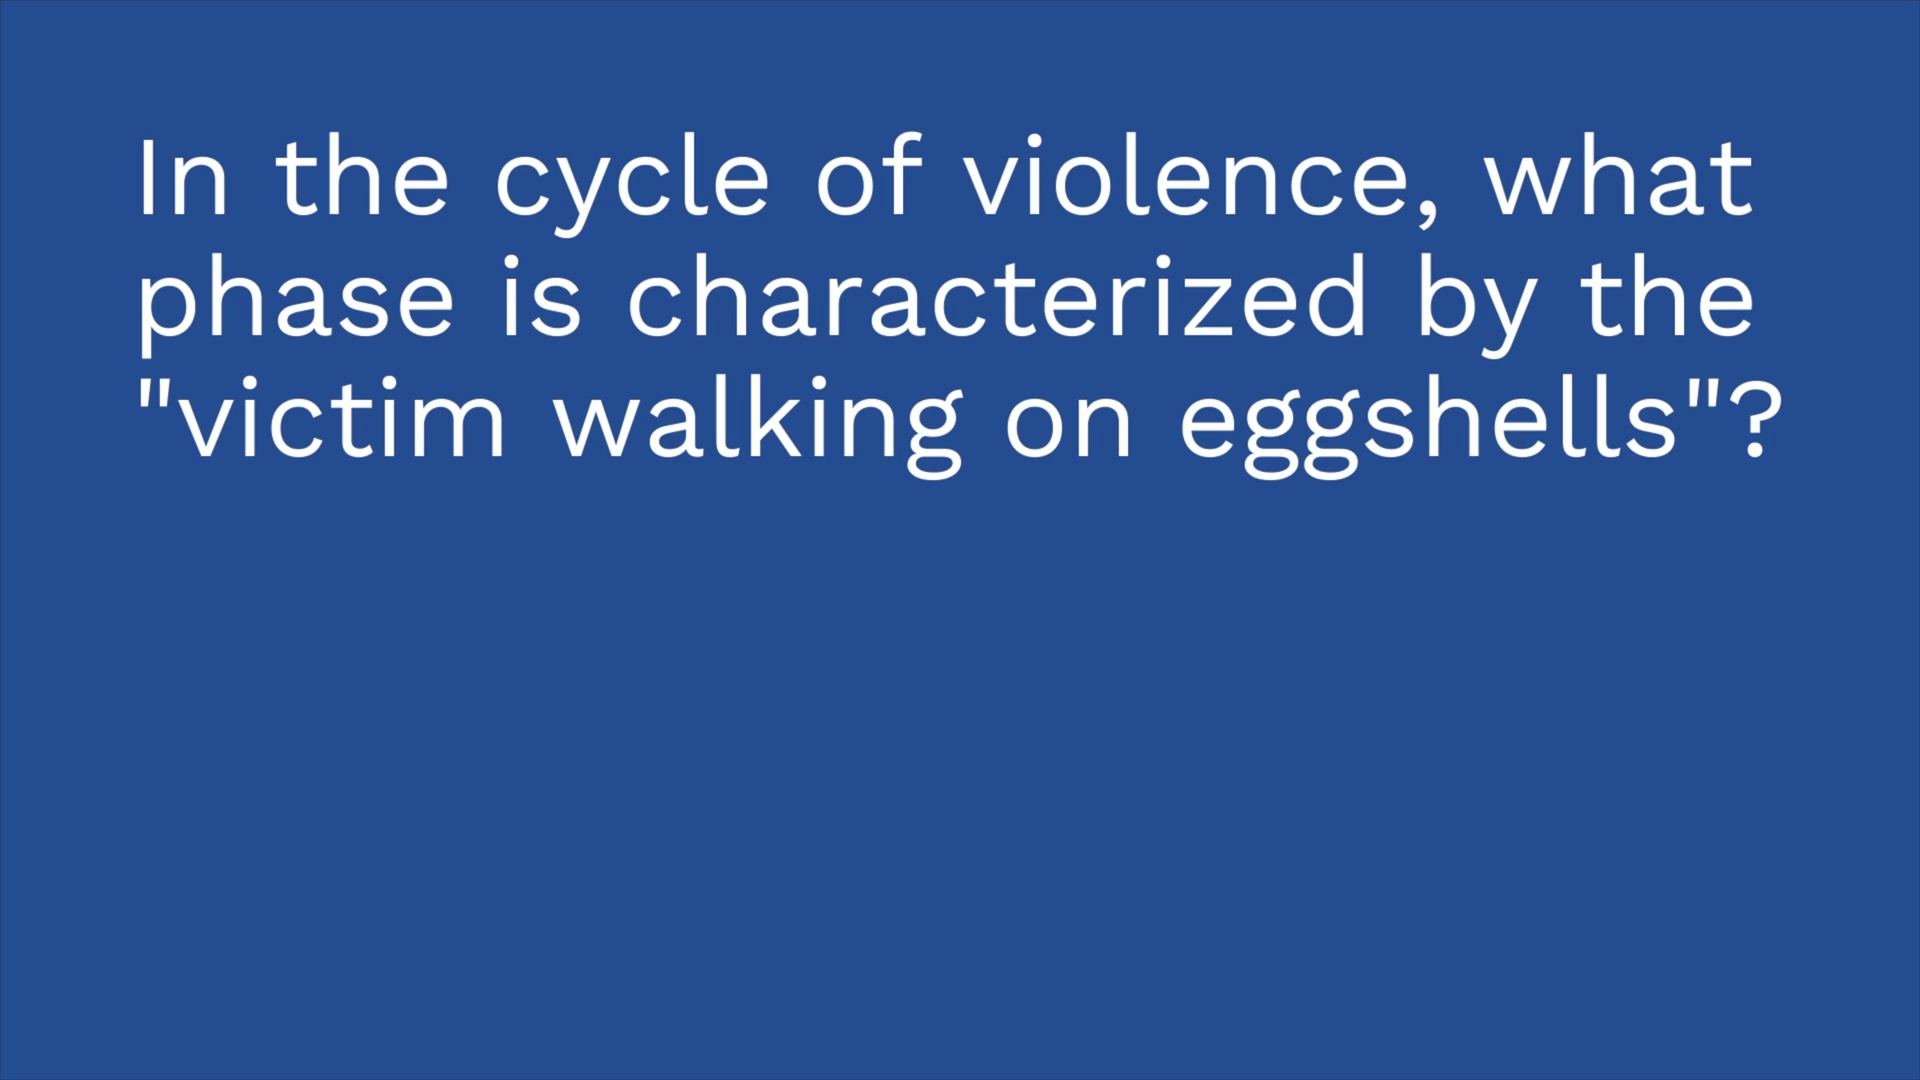 In the cycle of violence, what
phase is characterized by the
"victim walking on eggshells"?